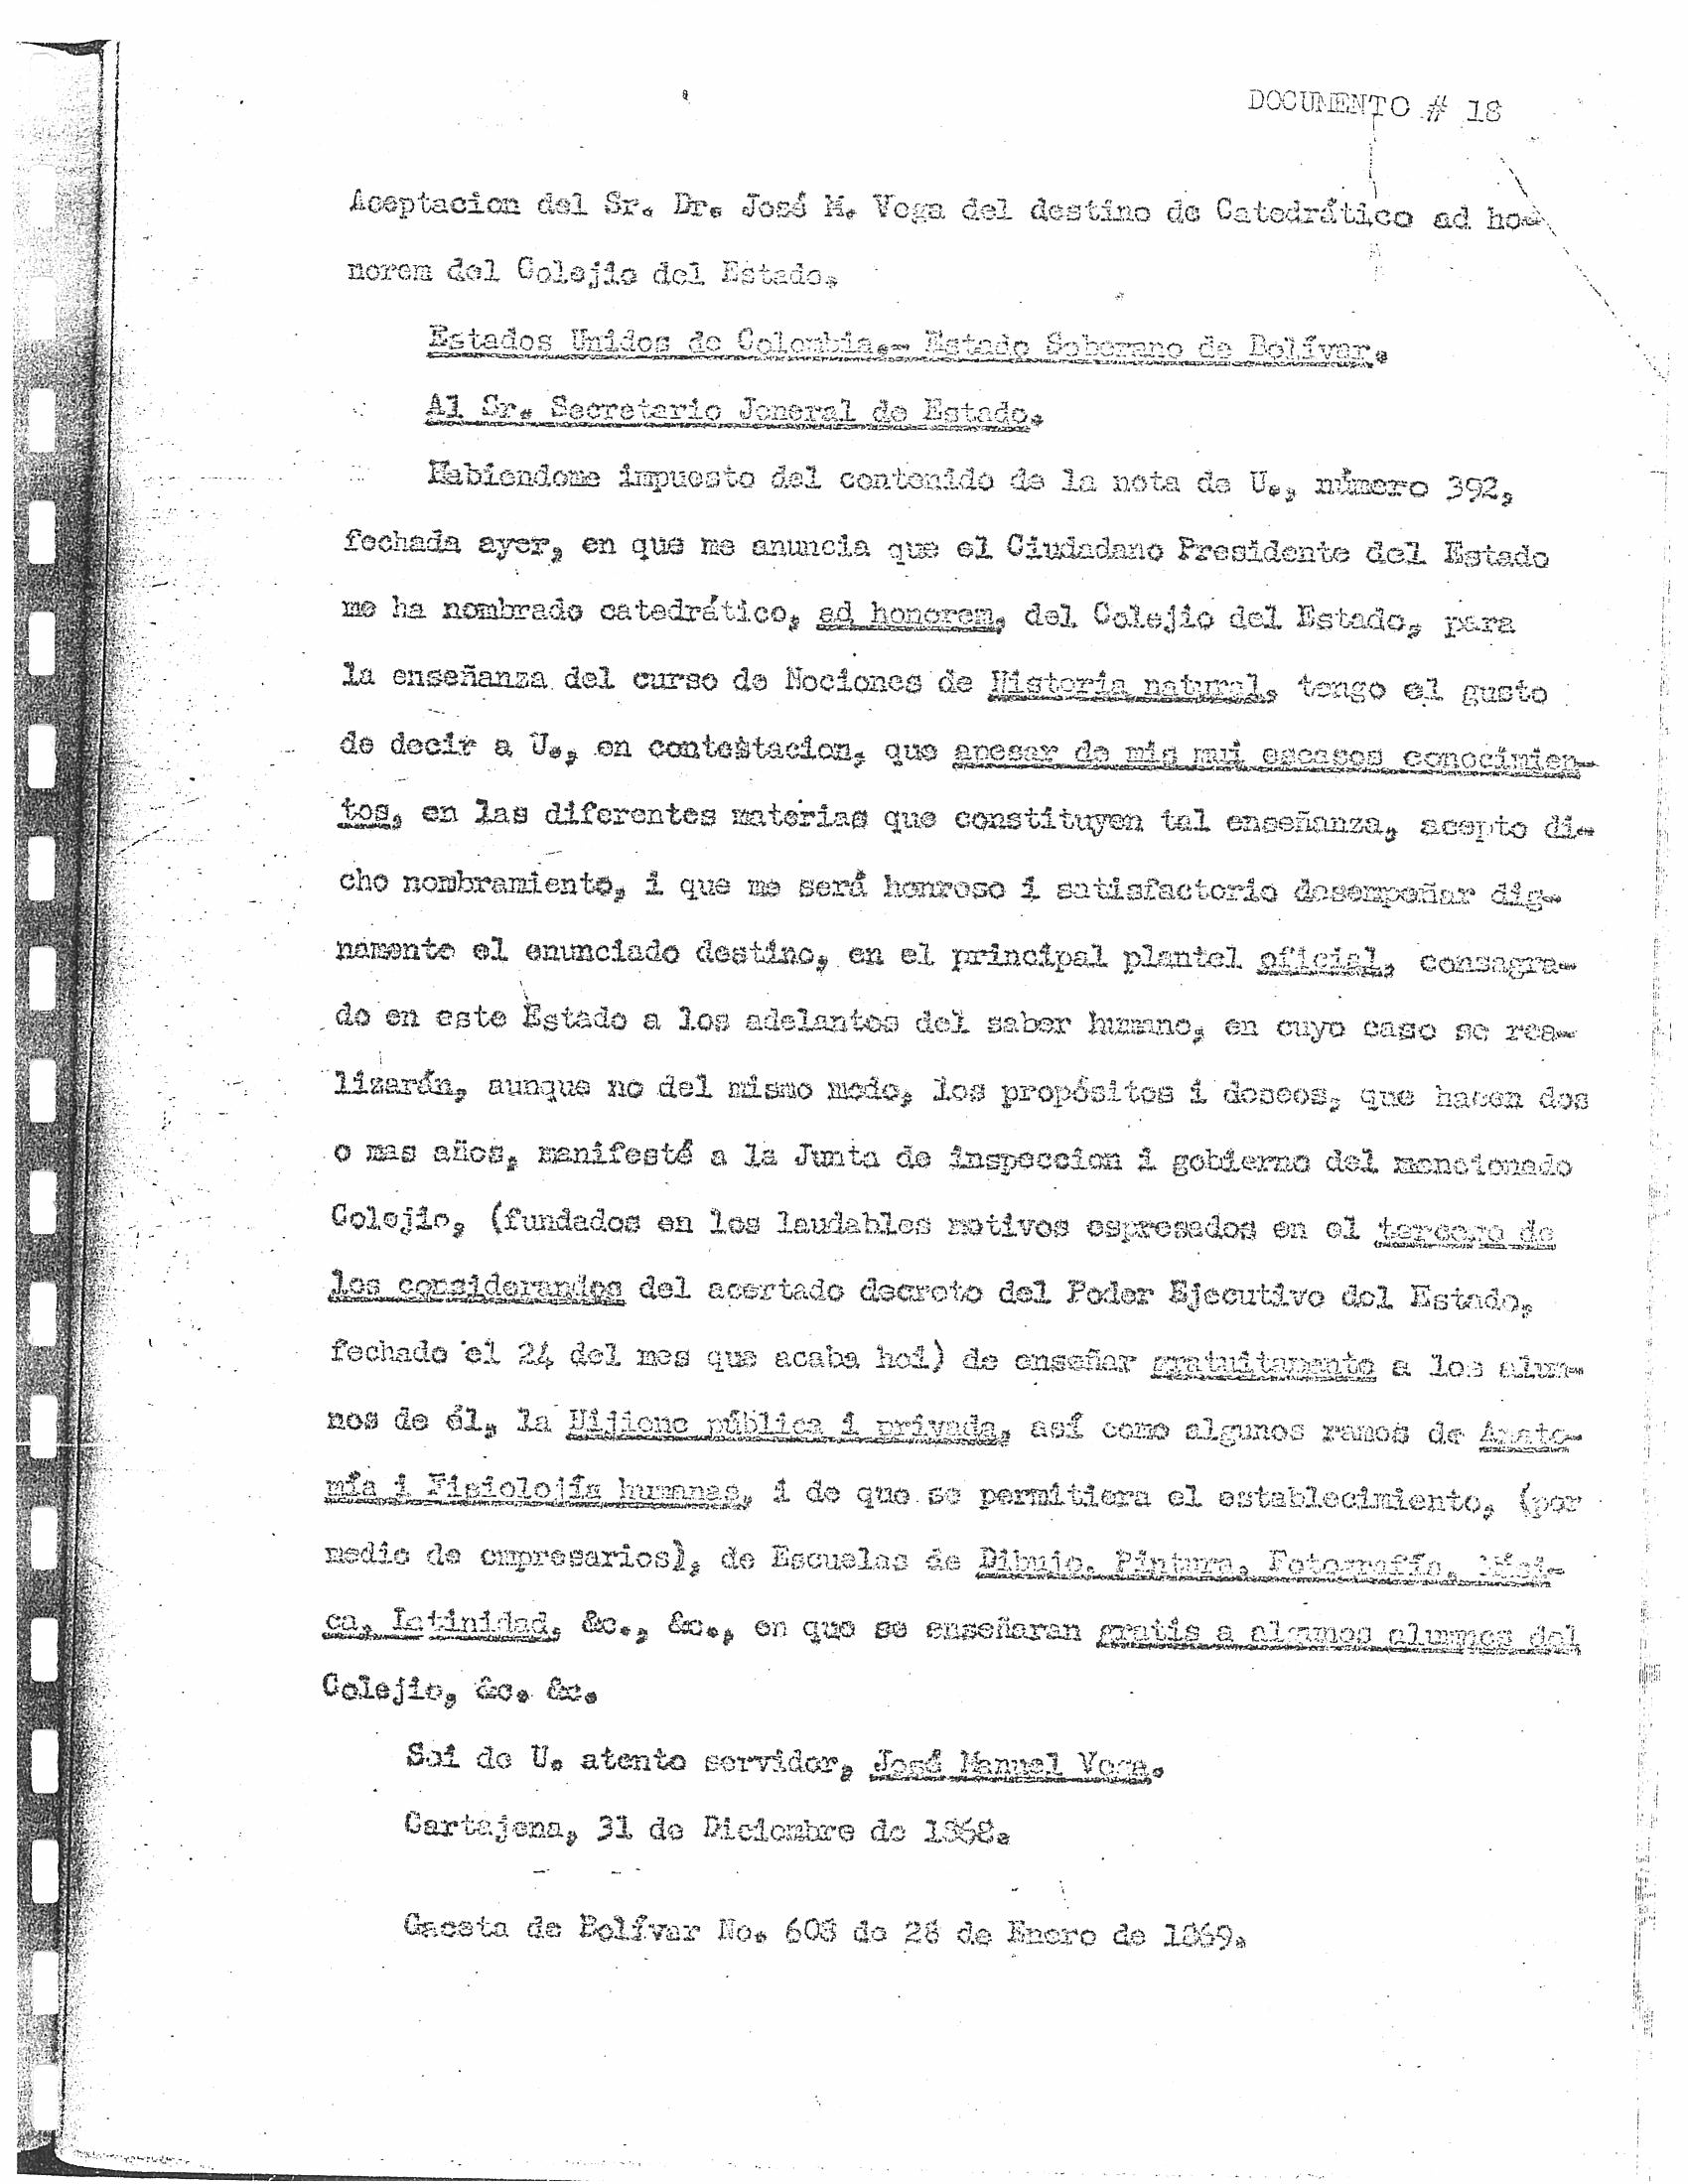 DOCUMENTO # 18
Aceptacion del Sr. Dr. José M. Vega del destino de Catedrático ad ho-
norem del Colejio del Estado.
Estados Unidos de Colombia.- Estado Soberano de Bolívar.
Al Sr. Secretario Jeneral de Estado.
Habiendome impuesto del contenido de la nota de U., número 392,
fechada ayer, en que me anuncia que el Ciudadano Presidente del Estado
me ha nombrado catedrático, ad honorem, del Colejio del Estado, para
la enseñanza del curso de Nociones de Historia natural, tengo el gusto
de decir a U., en contestacion, que apesar de mis mui escasos conocimien-
tos, en las diferentes materias que constituyen tal enseñanza, acepto di-
cho nombramiento, i que me será honroso i satisfactorio desempeñar dig-
namente el enunciado destino, en el principal plantel oficial, consagra-
do en este Estado a los adelantos del saber humano, en cuyo caso se rea-
lizarán, aunque no del mismo modo, los propósitos i deseos, que hacen dos
o mas años, manifesté a la Junta de inspeccion i gobierno del mencionado
Colejio, (fundados en los laudables motivos espresados en el tercero de
los considerandos del acertado decreto del Poder Ejecutivo del Estado,
fechado el 24 del mes que acaba hoi) de enseñar gratuitamente a los alum-
nos de él, la Hijiene pública i privada, así como algunos ramos de Anato-
mía i Fisiolojía humanas, i de que se permitiera el establecimiento, (por
medio de empresarios), de Escuelas de Dibujo, Pintura, Fotografía, Músi-
ca, Latinidad, &c., &c., en que se enseñaran gratis a algunos alumnos del
Colejio, &c. &c.
Soi de U. atento servidor, José Manuel Vega.
Cartajena, 31 de Diciembre de 1868.
Gaceta de Bolívar No. 608 de 28 de Enero de 1869.